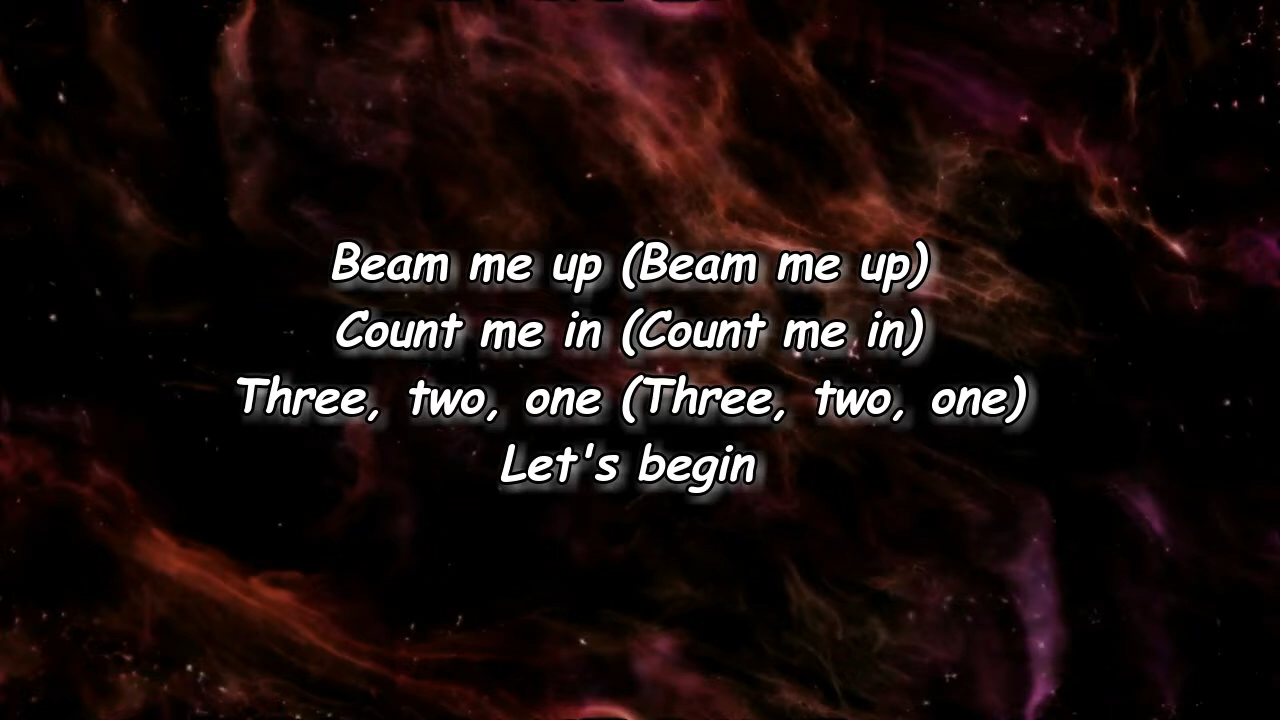 Beam me up (Beam me up)
Count me in (Count me in)
Three, two, one (Three, two, one)
Let's begin